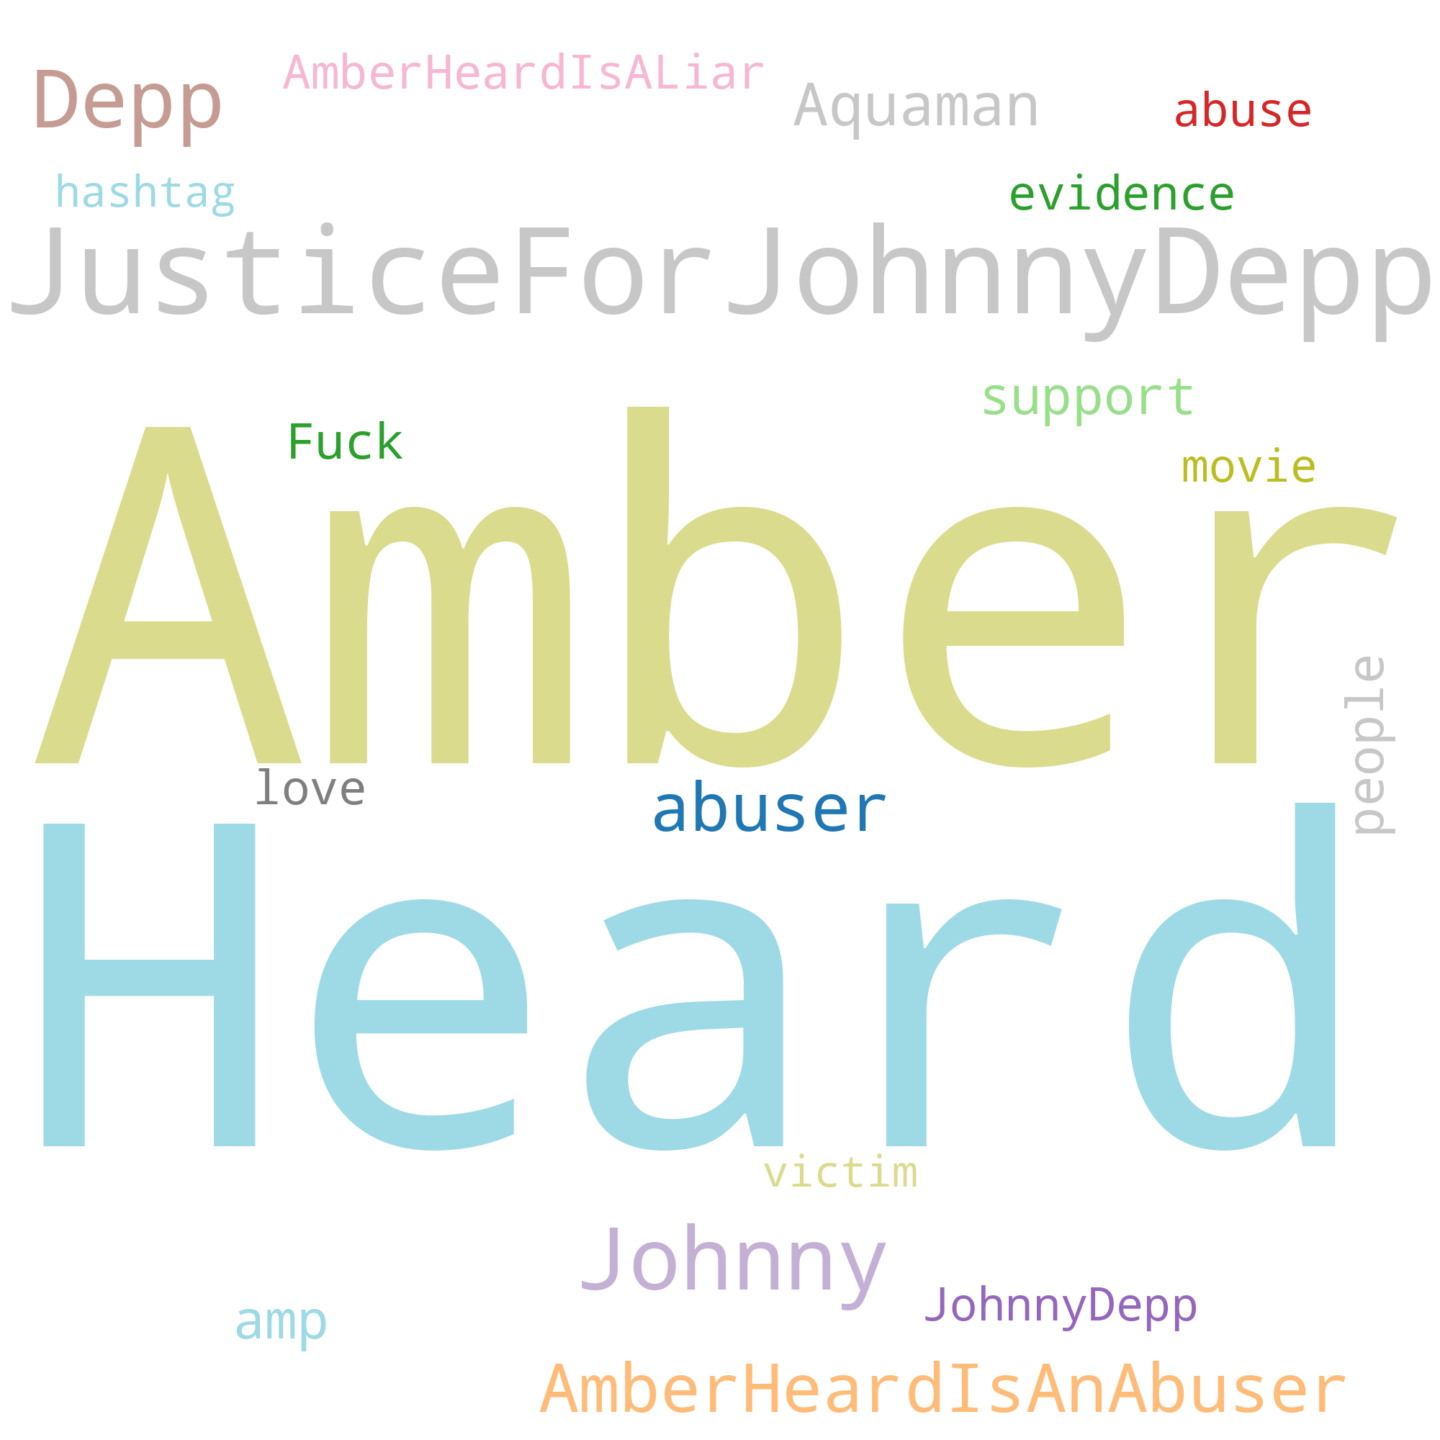 AmberHeardIsALiar
Depp
Aquaman
abuse
hashtag
evidence
JusticeForJohnnyDepp
support
Fuck
movie
Amber
people
love
abuser
Heard
victim
Johnny
JohnnyDepp
amp
AmberHeardIsAnAbuser